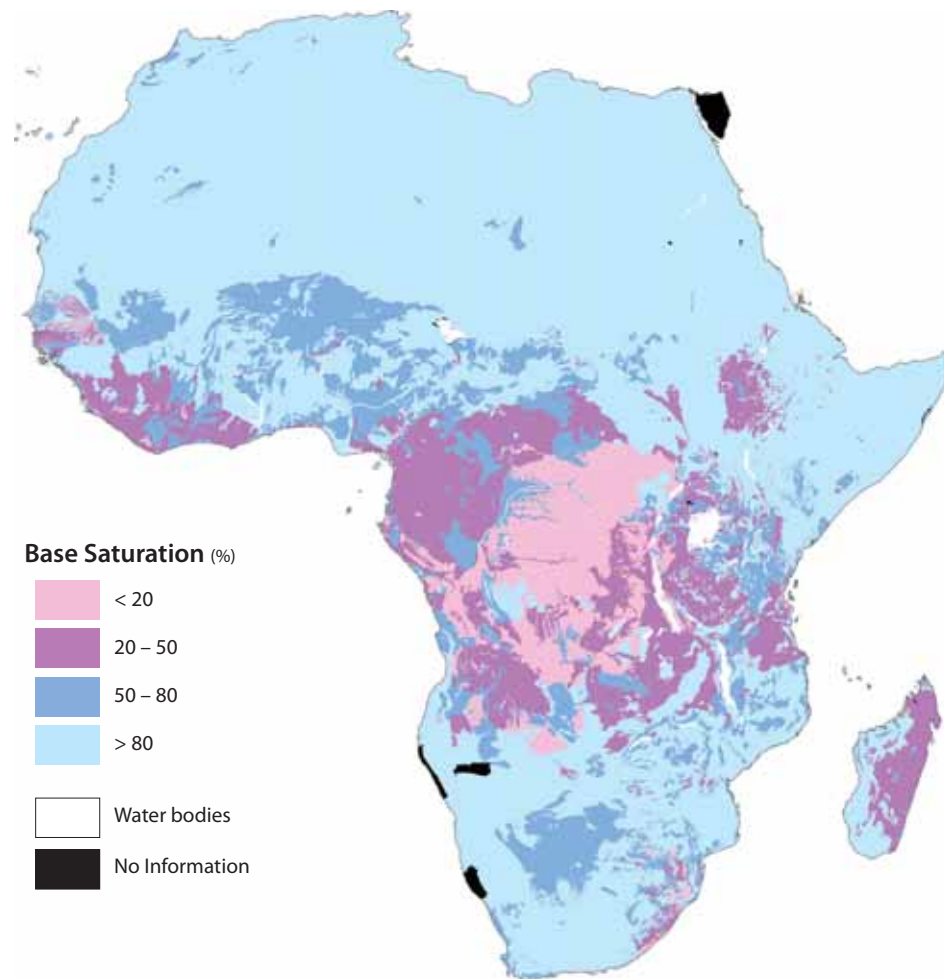 Base Saturation (%)
< 20
20 – 50
50 – 80
> 80
Water bodies
No Information